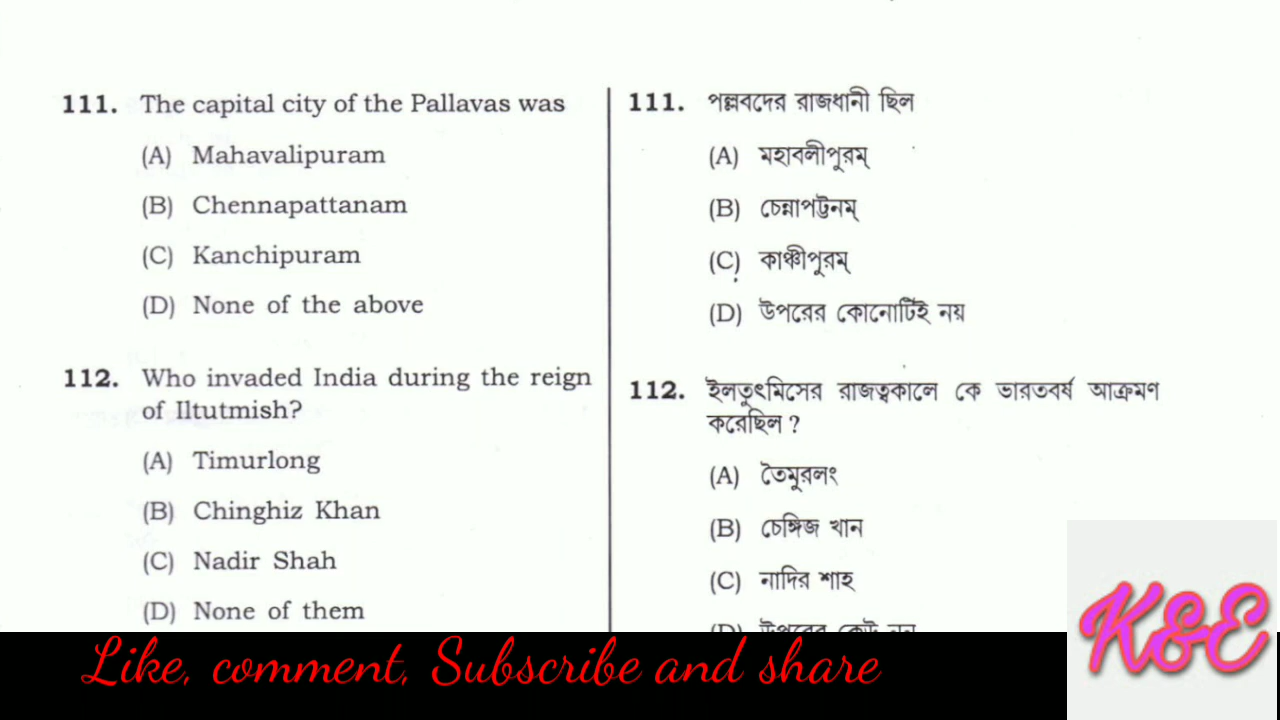 111. The capital city of the Pallavas was
(A) Mahavalipuram
(B) Chennapattanam
(C) Kanchipuram
(D) None of the above
112. Who invaded India during the reign
of Iltutmish?
(A) Timurlong
(B) Chinghiz Khan
(C) Nadir Shah
(D) None of them
111. পল্লবদের রাজধানী ছিল
(A) মহাবলীপুরম্
(B) চেন্নাপট্টনম্
(C) কাঞ্চীপুরম্
(D) উপরের কোনোটিই নয়
112. ইলতুৎমিসের রাজত্বকালে কে ভারতবর্ষ আক্রমণ
করেছিল ?
(A) তৈমুরলং
(B) চেঙ্গিজ খান
(C) নাদির শাহ
(D) উপরের কেউ নন
Like, comment, Subscribe and share
K&E